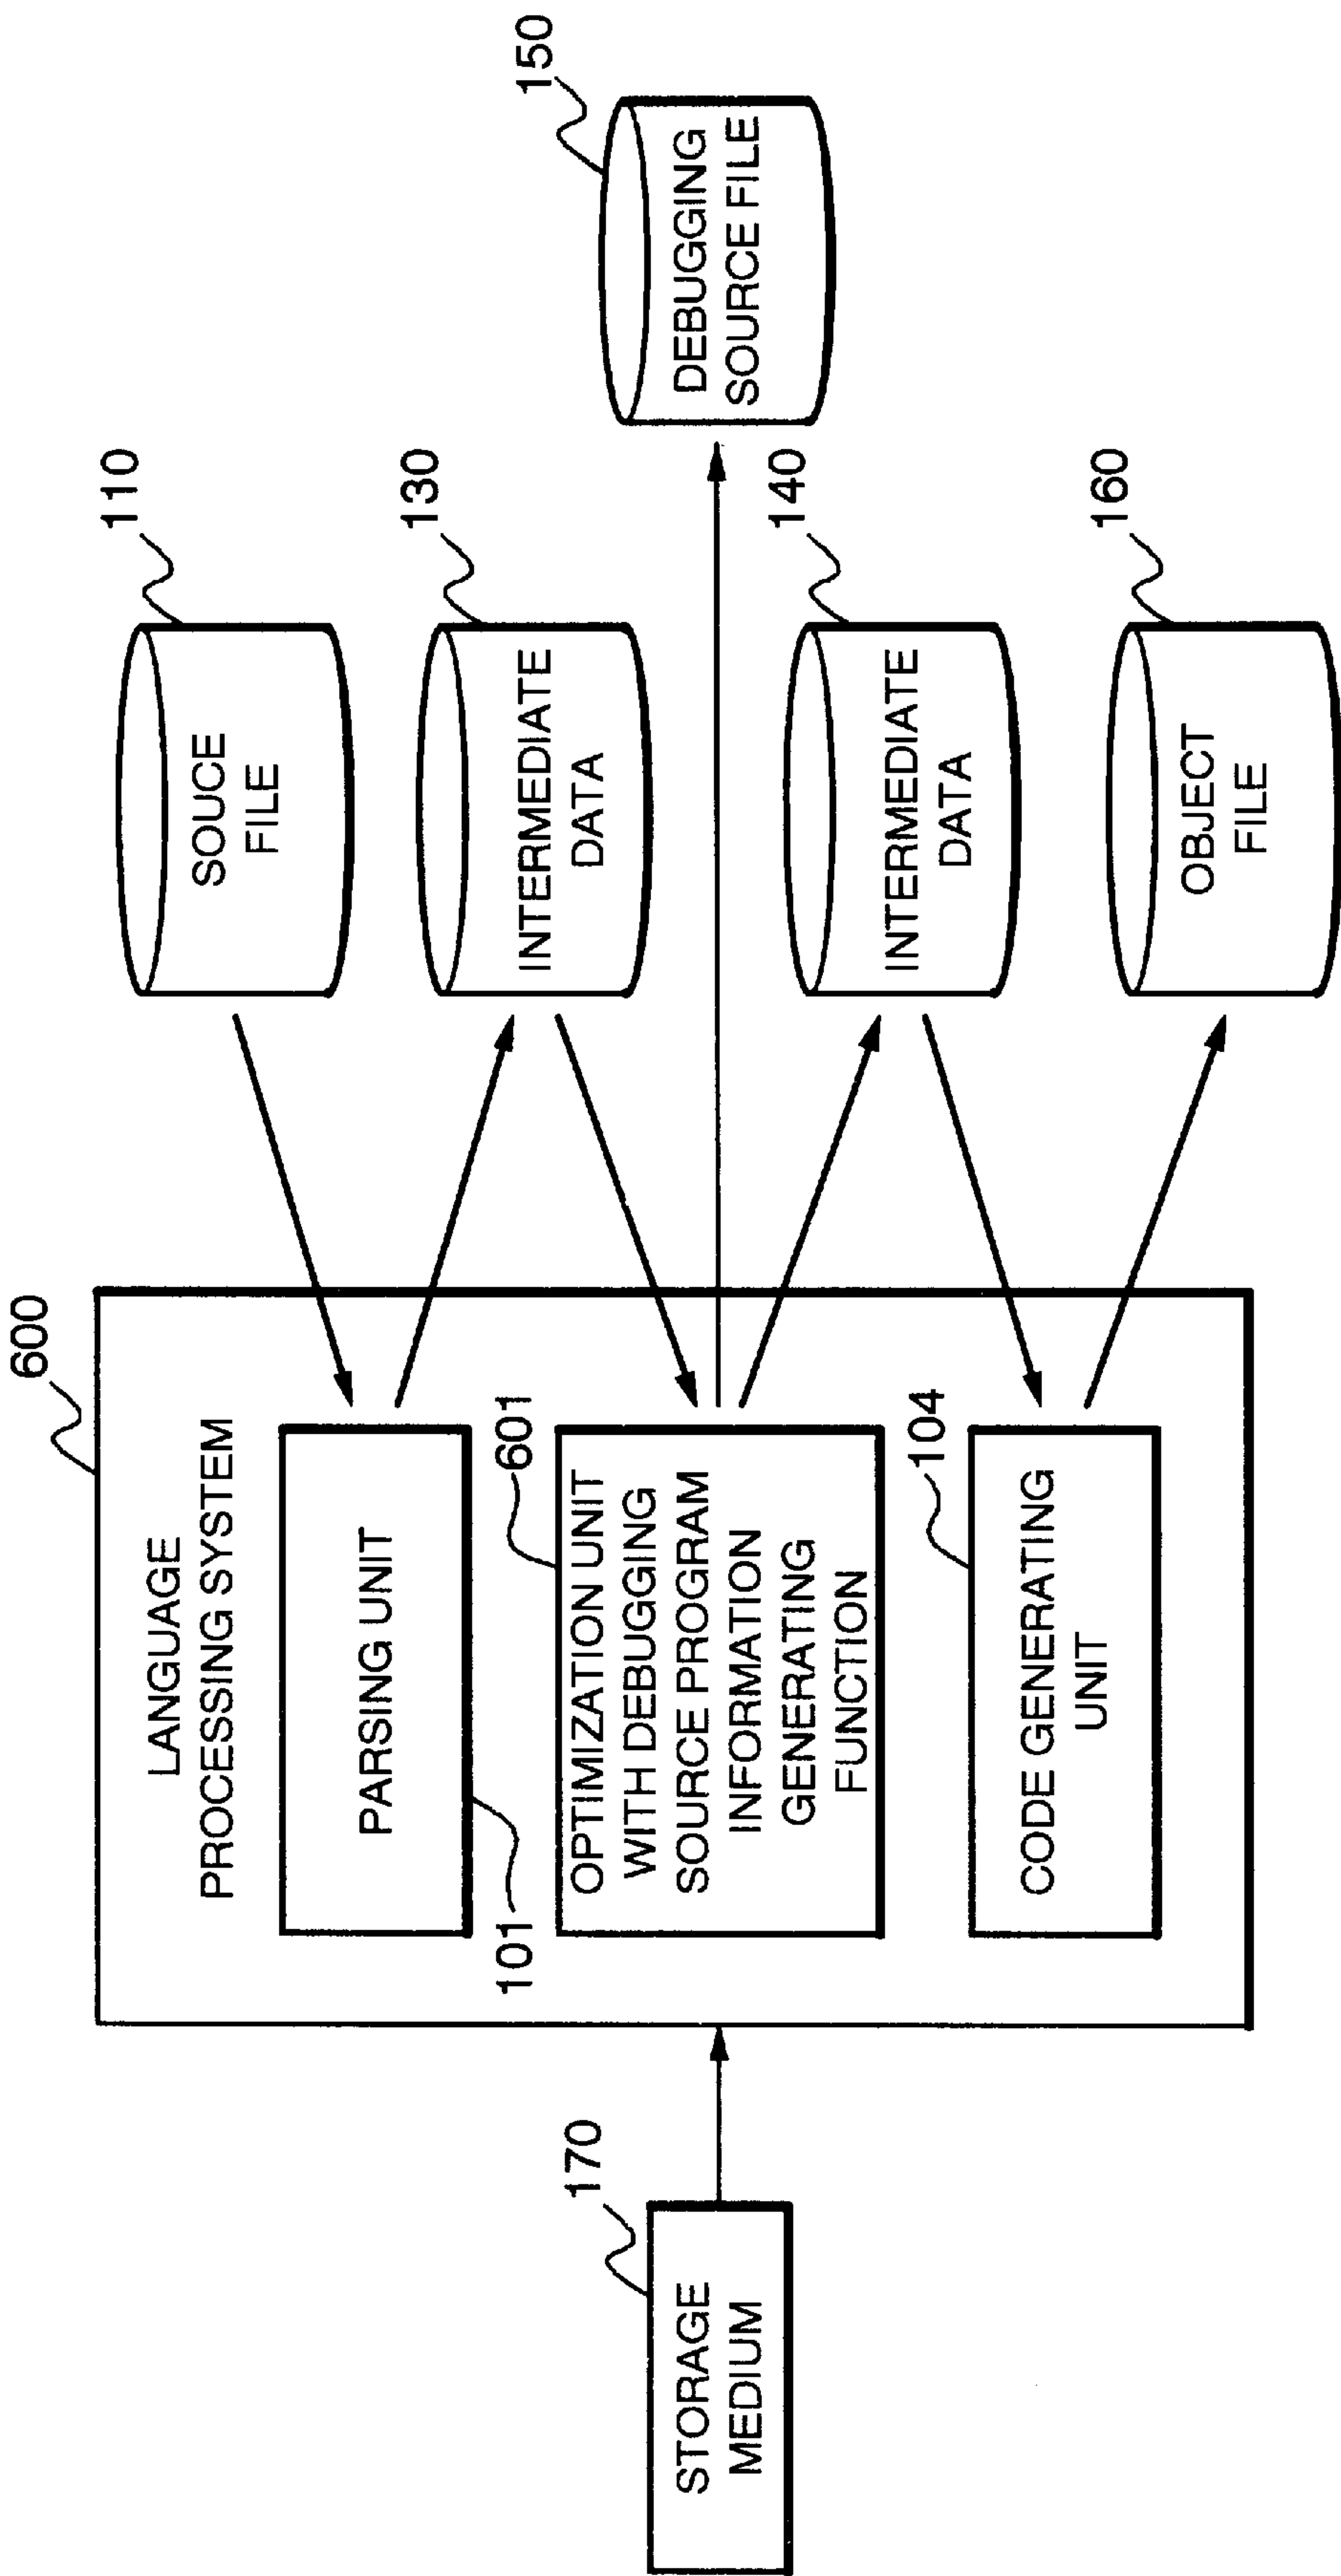 600
LANGUAGE
PROCESSING SYSTEM
PARSING UNIT
101
OPTIMIZATION UNIT
WITH DEBUGGING
SOURCE PROGRAM
INFORMATION
GENERATING
FUNCTION
601
CODE GENERATING
UNIT
104
STORAGE
MEDIUM
170
SOUCE
FILE
110
INTERMEDIATE
DATA
130
DEBUGGING
SOURCE FILE
150
INTERMEDIATE
DATA
140
OBJECT
FILE
160